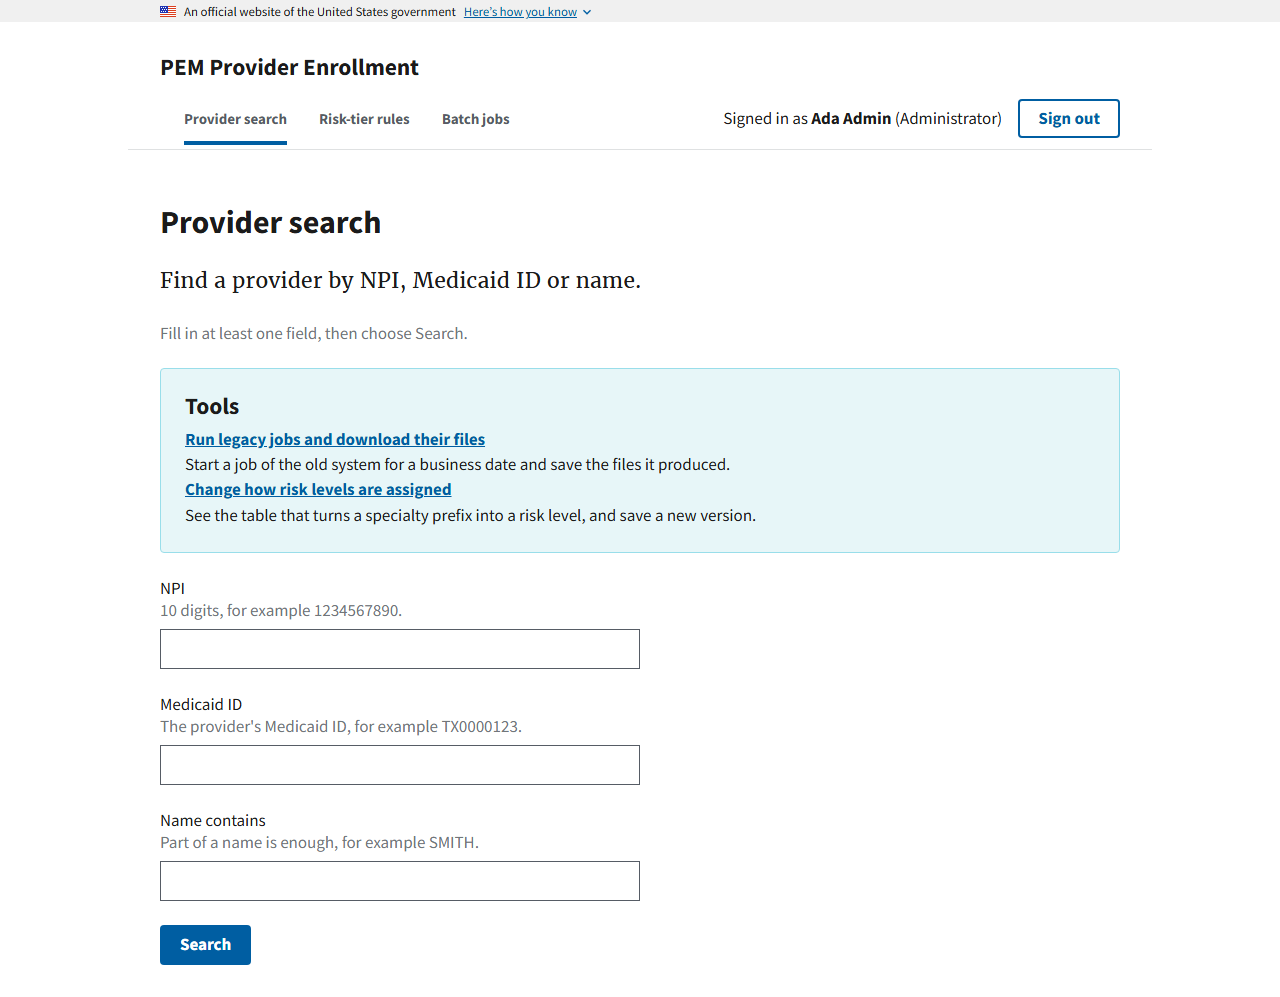 An official website of the United States government Here's how you know
PEM Provider Enrollment
Provider search Risk-tier rules Batch jobs Signed in as Ada Admin (Administrator) Sign out
Provider search
Find a provider by NPI, Medicaid ID or name.
Fill in at least one field, then choose Search.
Tools
Run legacy jobs and download their files
Start a job of the old system for a business date and save the files it produced.
Change how risk levels are assigned
See the table that turns a specialty prefix into a risk level, and save a new version.
NPI
10 digits, for example 1234567890.
Medicaid ID
The provider's Medicaid ID, for example TX0000123.
Name contains
Part of a name is enough, for example SMITH.
Search